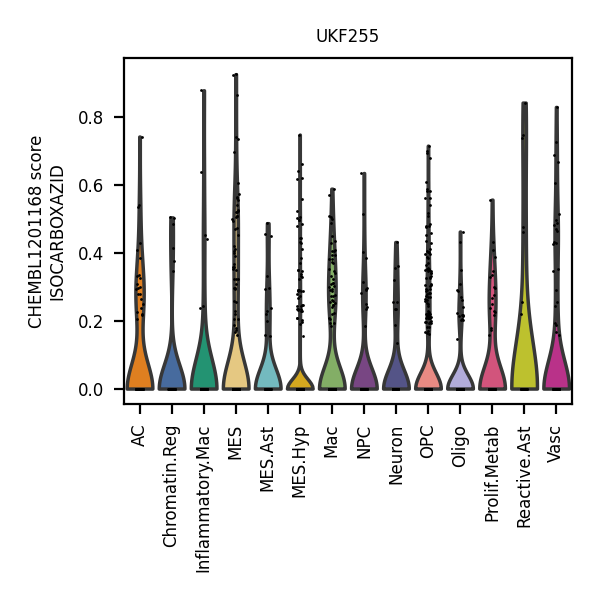 UKF255
CHEMBL1201168 score
ISOCARBOXAZID
0.8
0.6
0.4
0.2
0.0
AC
Chromatin.Reg
Inflammatory.Mac
MES
MES.Ast
MES.Hyp
Mac
NPC
Neuron
OPC
Oligo
Prolif.Metab
Reactive.Ast
Vasc